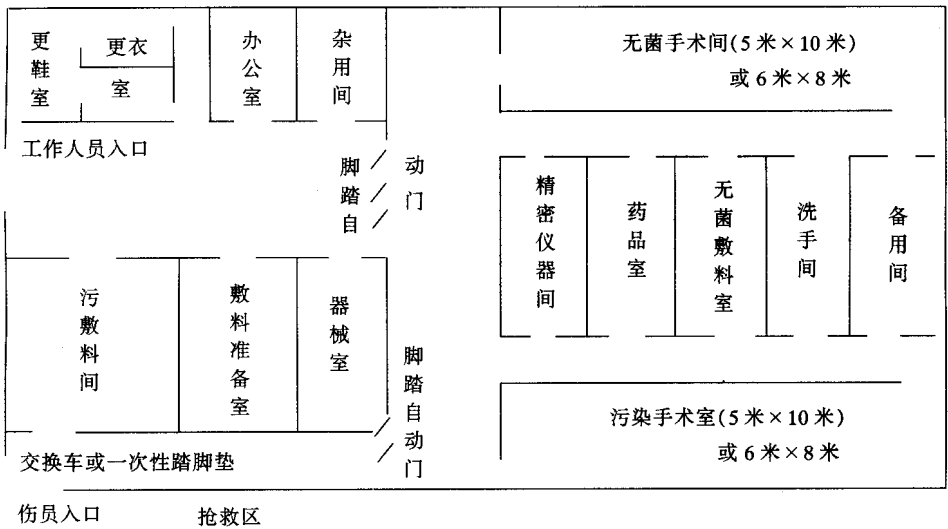 更鞋室
更衣
室
办公室
杂用间
无菌手术间(5米×10米)
或6米×8米
工作人员入口
脚踏自
动门
精密仪器间
药品室
无菌敷料室
洗手间
备用间
污敷料间
敷料准备室
器械室
脚踏自动门
污染手术室(5米×10米)
或6米×8米
交换车或一次性踏脚垫
伤员入口
抢救区